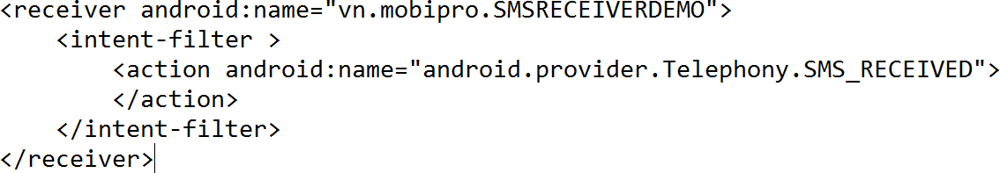 <receiver android:name="vn.mobipro.SMSRECEIVERDEMO">
    <intent-filter >
        <action android:name="android.provider.Telephony.SMS_RECEIVED">
        </action>
    </intent-filter>
</receiver>